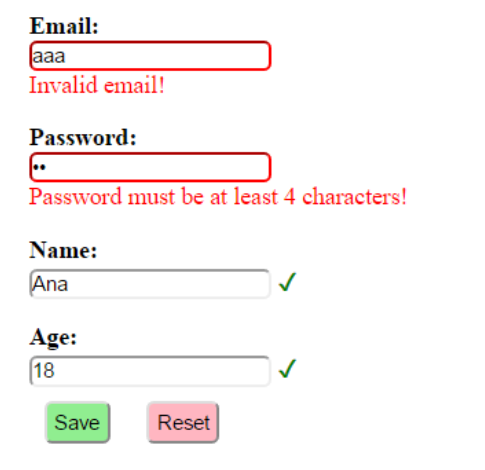 Email:
aaa
Invalid email!
Password:
••
Password must be at least 4 characters!
Name:
Ana ✓
Age:
18 ✓
Save Reset